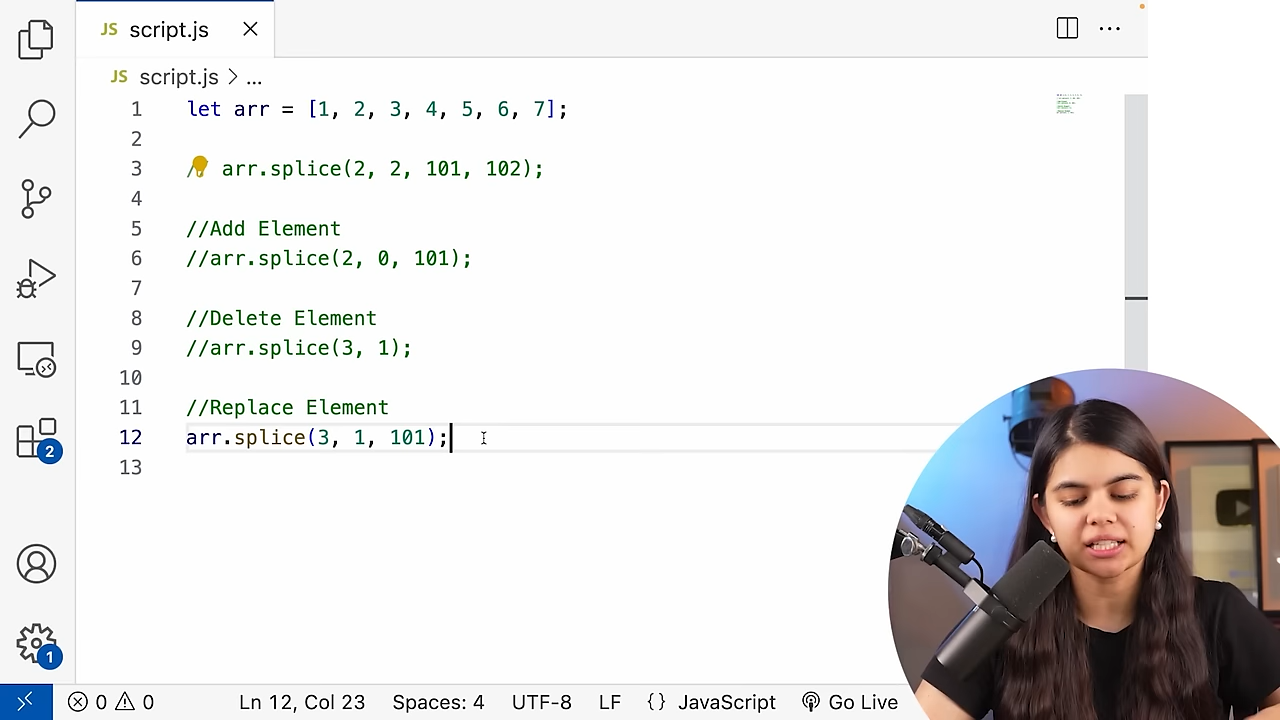 JS script.js
JS script.js > ...
1 let arr = [1, 2, 3, 4, 5, 6, 7];
2
3 arr.splice(2, 2, 101, 102);
4
5 //Add Element
6 //arr.splice(2, 0, 101);
7
8 //Delete Element
9 //arr.splice(3, 1);
10
11 //Replace Element
12 arr.splice(3, 1, 101);
13
2
1
0 0 Ln 12, Col 23 Spaces: 4 UTF-8 LF {} JavaScript Go Live